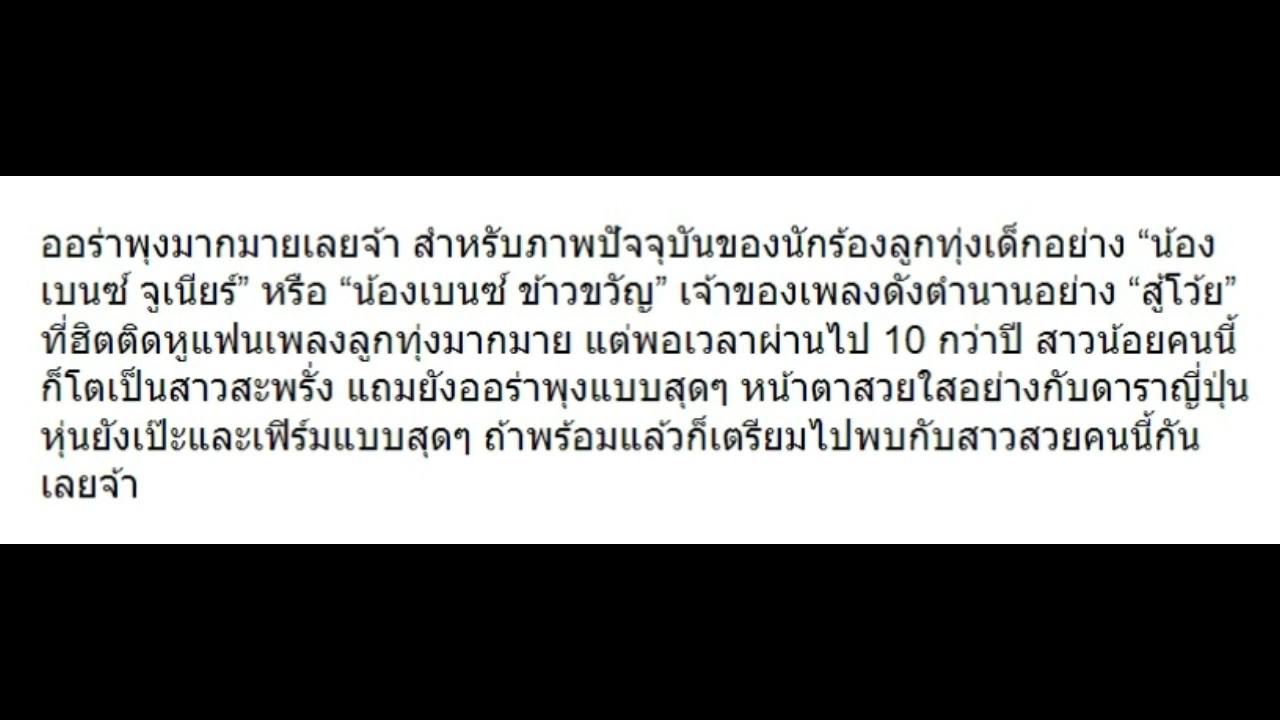 ออร่าพุงมากมายเลยจ้า สำหรับภาพปัจจุบันของนักร้องลูกทุ่งเด็กอย่าง “น้อง
เบนซ์ จูเนียร์” หรือ “น้องเบนซ์ ข้าวขวัญ” เจ้าของเพลงดังตำนานอย่าง “สู้โว้ย”
ที่ฮิตติดหูแฟนเพลงลูกทุ่งมากมาย แต่พอเวลาผ่านไป 10 กว่าปี สาวน้อยคนนี้
ก็โตเป็นสาวสะพรั่ง แถมยังออร่าพุงแบบสุดๆ หน้าตาสวยใสอย่างกับดาราญี่ปุ่น
หุ่นยังเป๊ะและเฟิร์มแบบสุดๆ ถ้าพร้อมแล้วก็เตรียมไปพบกับสาวสวยคนนี้กัน
เลยจ้า